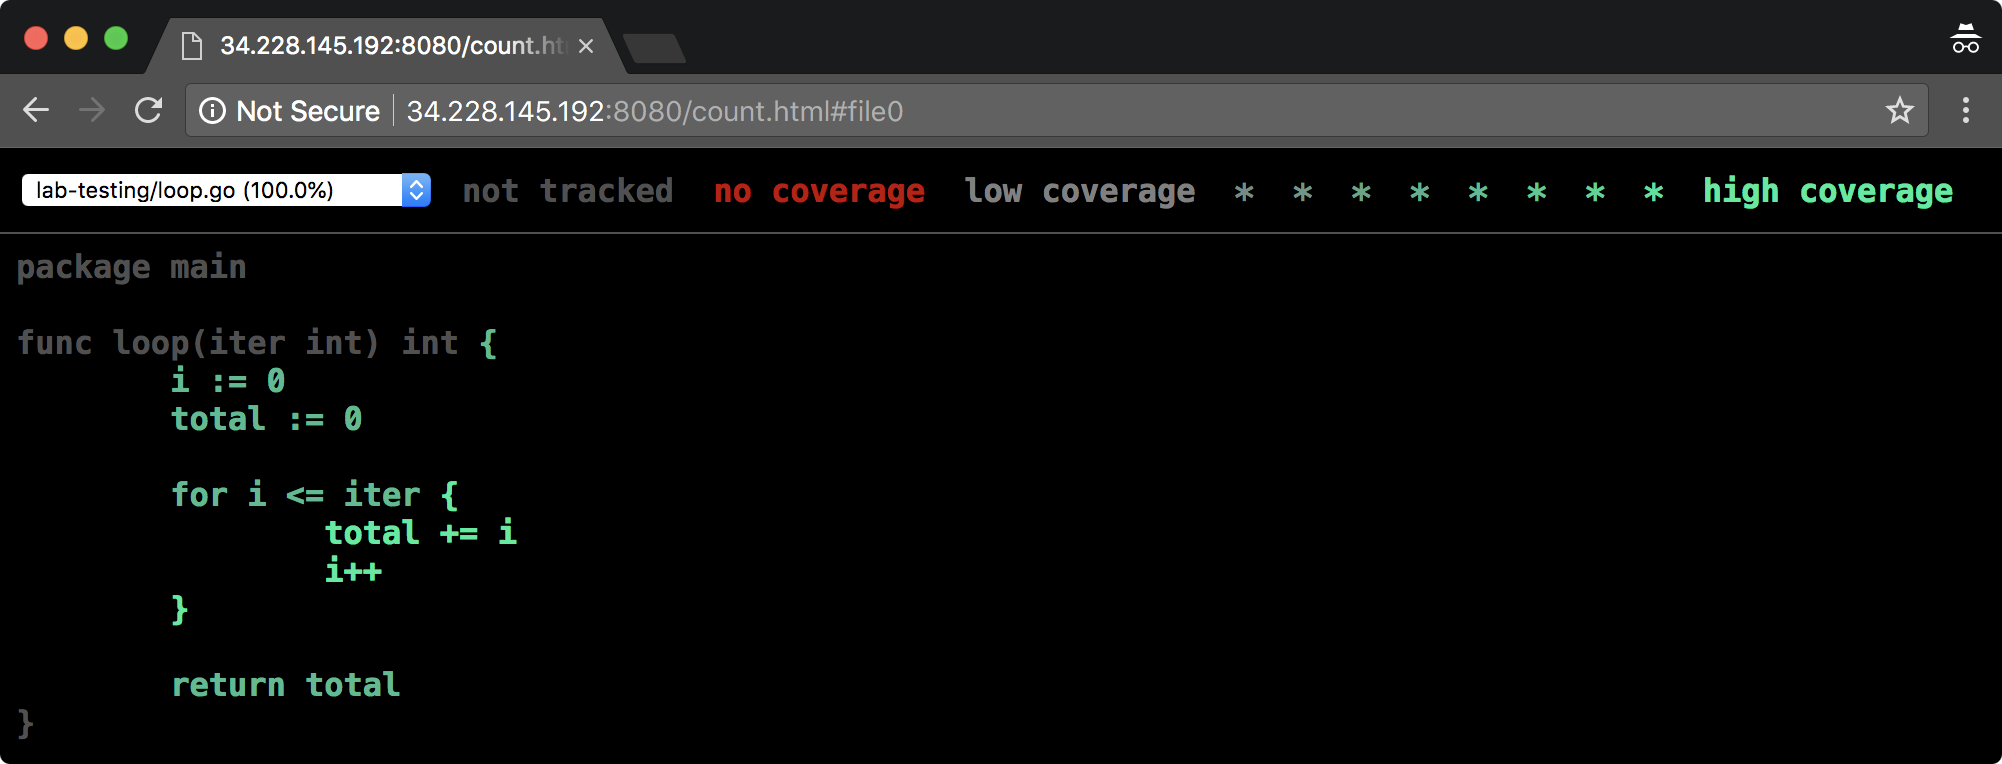 34.228.145.192:8080/count.ht
Not Secure 34.228.145.192:8080/count.html#file0
lab-testing/loop.go (100.0%) not tracked no coverage low coverage * * * * * * * * high coverage
package main
func loop(iter int) int {
i := 0
total := 0
for i <= iter {
total += i
i++
}
return total
}